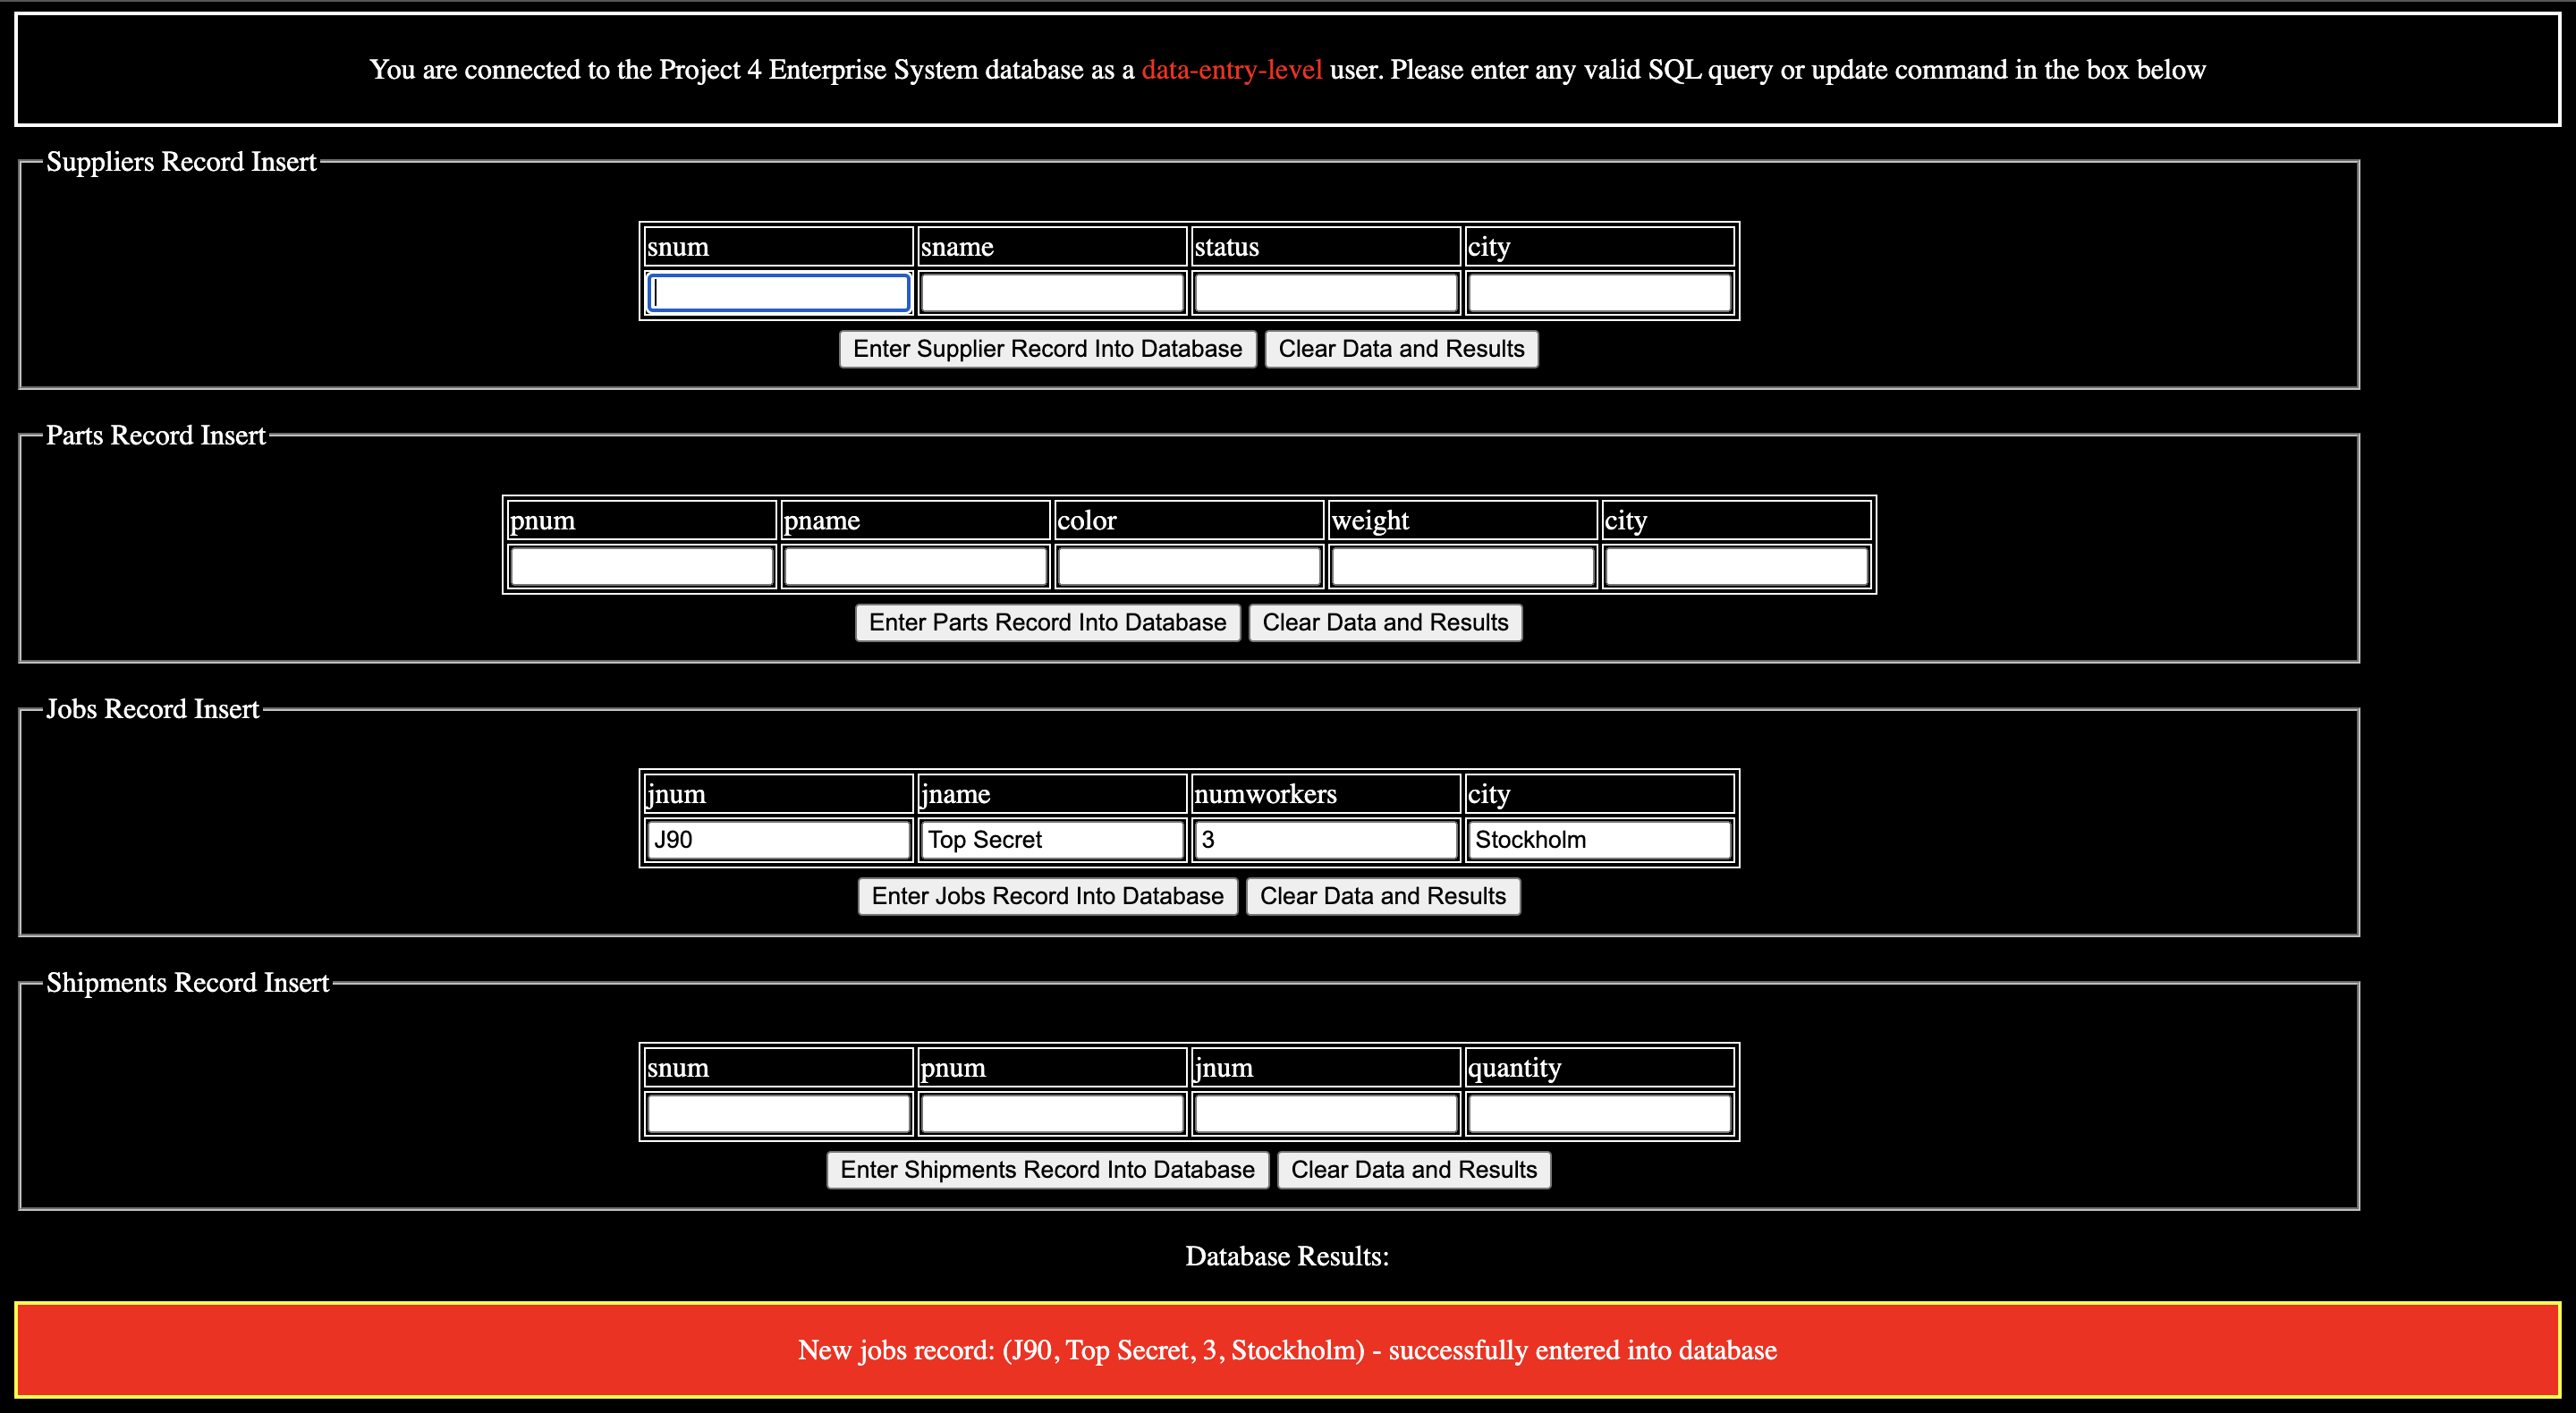 You are connected to the Project 4 Enterprise System database as a data-entry-level user. Please enter any valid SQL query or update command in the box below
Suppliers Record Insert
snum sname status city
Enter Supplier Record Into Database Clear Data and Results
Parts Record Insert
pnum pname color weight city
Enter Parts Record Into Database Clear Data and Results
Jobs Record Insert
jnum jname numworkers city
J90 Top Secret 3 Stockholm
Enter Jobs Record Into Database Clear Data and Results
Shipments Record Insert
snum pnum jnum quantity
Enter Shipments Record Into Database Clear Data and Results
Database Results:
New jobs record: (J90, Top Secret, 3, Stockholm) - successfully entered into database